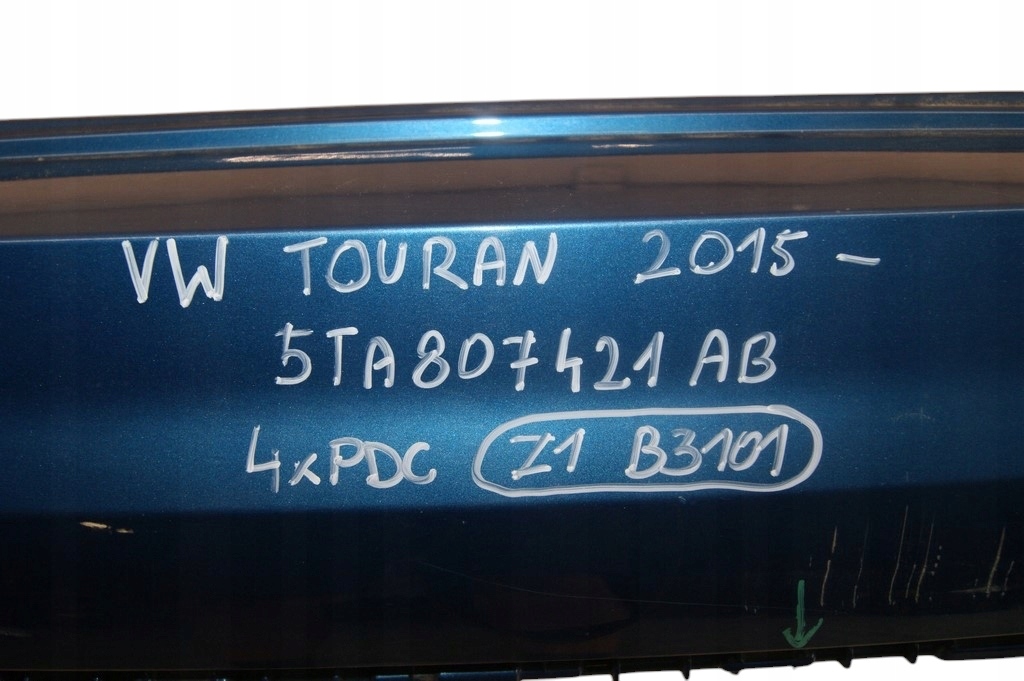 VW TOURAN 2015 -
5TA807421AB
4xPDC Z1 B3101